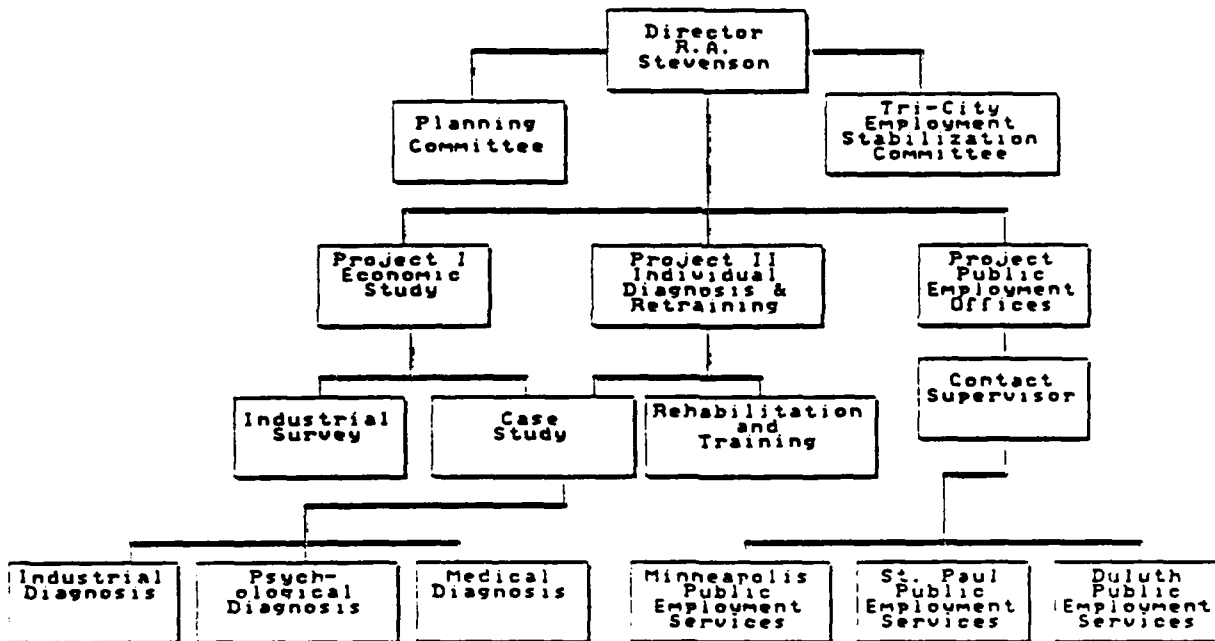 Director
R.A.
Stevenson
Planning
Committee
Tri-City
Employment
Stabilization
Committee
Project I
Economic
Study
Project II
Individual
Diagnosis &
Retraining
Project
Public
Employment
Offices
Contact
Supervisor
Industrial
Survey
Case
Study
Rehabilitation
and
Training
Industrial
Diagnosis
Psych-
ological
Diagnosis
Medical
Diagnosis
Minneapolis
Public
Employment
Services
St. Paul
Public
Employment
Services
Duluth
Public
Employment
Services